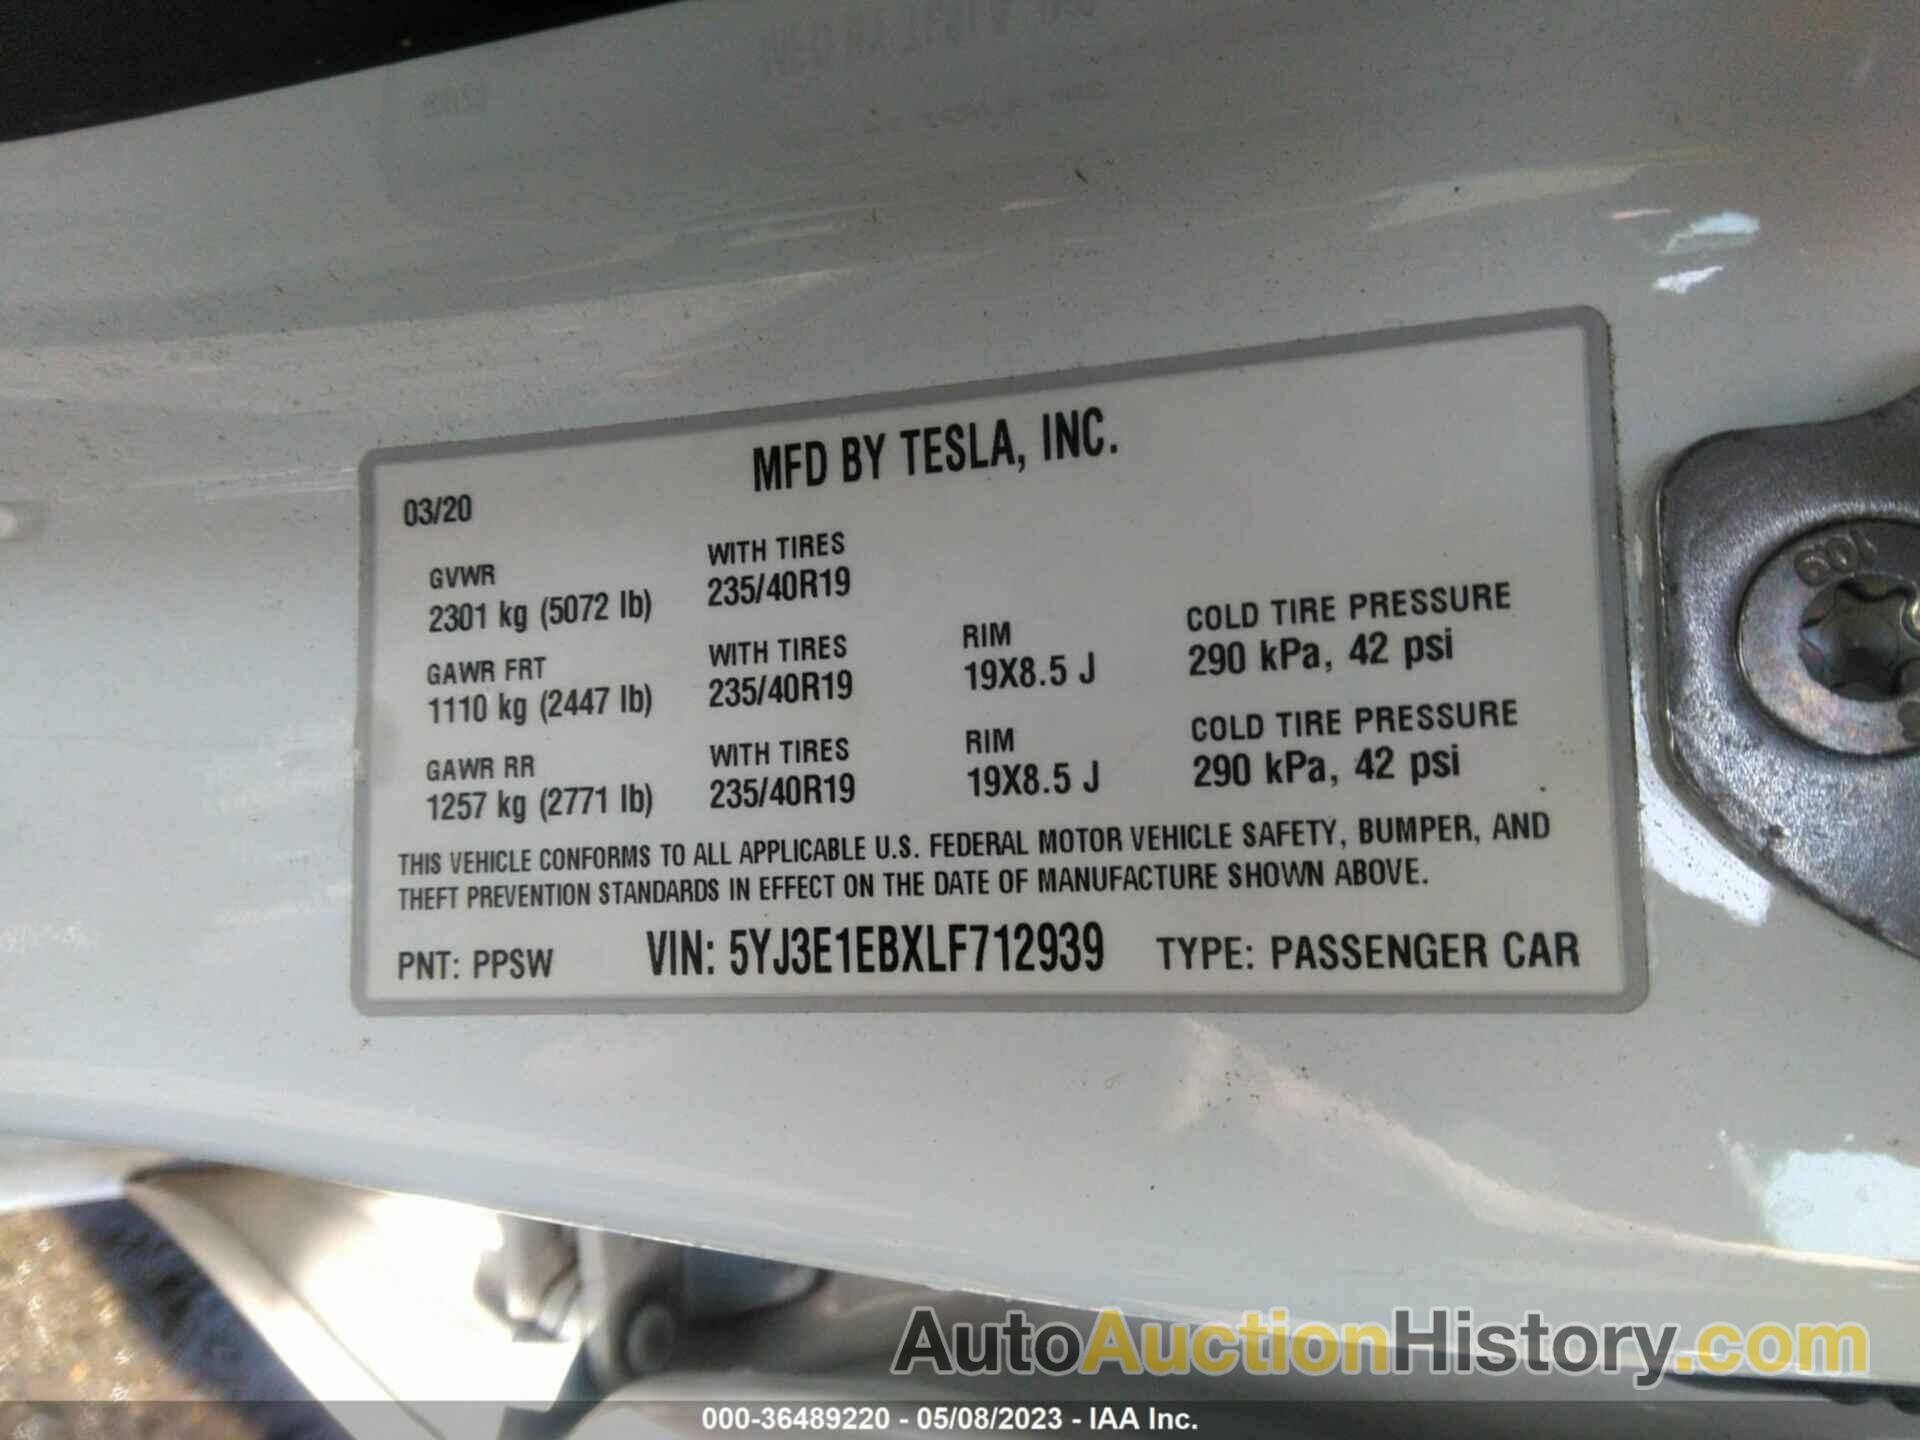 MFD BY TESLA, INC.
03/20
GVWR WITH TIRES
2301 kg (5072 lb) 235/40R19
GAWR FRT WITH TIRES RIM COLD TIRE PRESSURE
1110 kg (2447 lb) 235/40R19 19X8.5 J 290 kPa, 42 psi
GAWR RR WITH TIRES RIM COLD TIRE PRESSURE
1257 kg (2771 lb) 235/40R19 19X8.5 J 290 kPa, 42 psi
THIS VEHICLE CONFORMS TO ALL APPLICABLE U.S. FEDERAL MOTOR VEHICLE SAFETY, BUMPER, AND
THEFT PREVENTION STANDARDS IN EFFECT ON THE DATE OF MANUFACTURE SHOWN ABOVE.
PNT: PPSW VIN: 5YJ3E1EBXLF712939 TYPE: PASSENGER CAR
AutoAuctionHistory.com
000-36489220 - 05/08/2023 - IAA Inc.